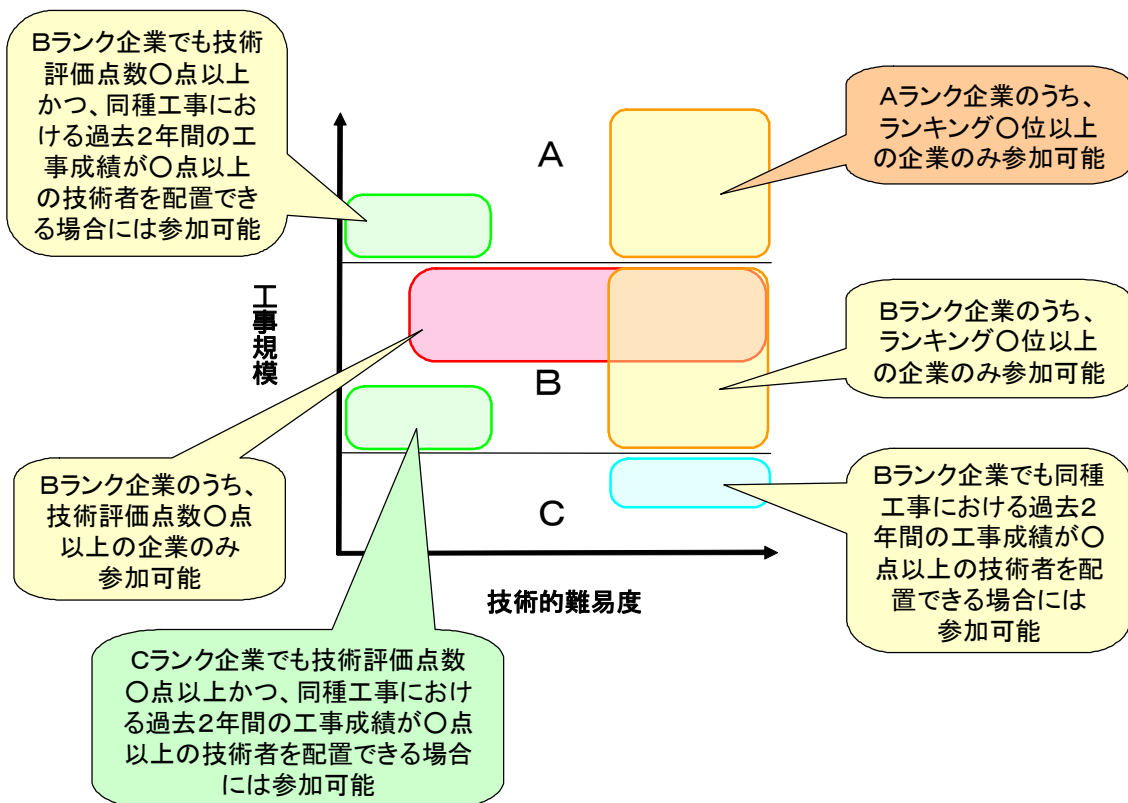 Bランク企業でも技術
評価点数〇点以上
かつ、同種工事にお
ける過去2年間の工
事成績が〇点以上
の技術者を配置でき
る場合には参加可能
Aランク企業のうち、
ランキング〇位以上
の企業のみ参加可能
A
工事規模
Bランク企業のうち、
ランキング〇位以上
の企業のみ参加可能
B
Bランク企業のうち、
技術評価点数〇点
以上の企業のみ
参加可能
C
Bランク企業でも同種
工事における過去2
年間の工事成績が〇
点以上の技術者を配
置できる場合には
参加可能
技術的難易度
Cランク企業でも技術評価点数
〇点以上かつ、同種工事におけ
る過去2年間の工事成績が〇点
以上の技術者を配置できる場合
には参加可能